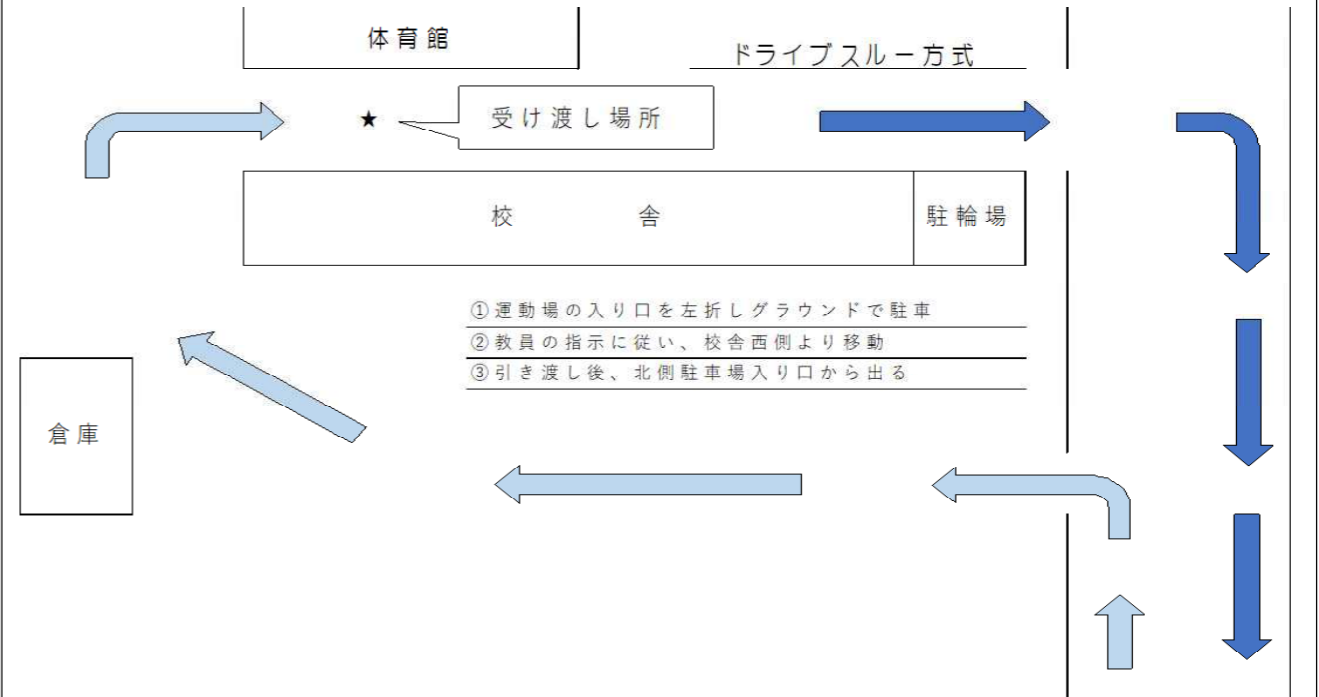 体育館
ドライブスルー方式
★
受け渡し場所
校舎
駐輪場
①運動場の入り口を左折しグラウンドで駐車
②教員の指示に従い、校舎西側より移動
③引き渡し後、北側駐車場入り口から出る
倉庫